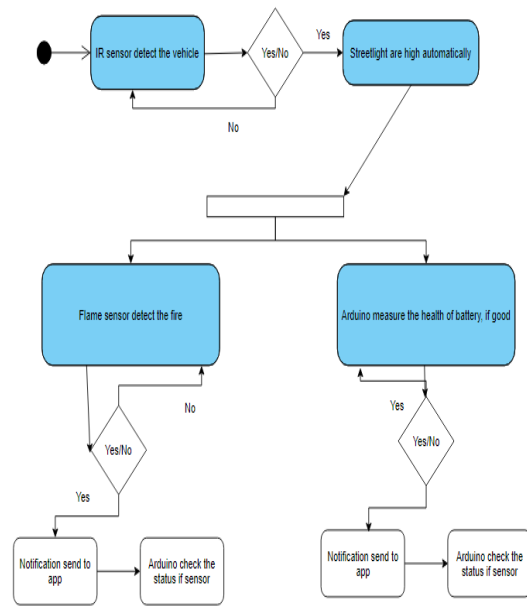 IR sensor detect the vehicle
Yes/No
Yes
Streetlight are high automatically
No
Flame sensor detect the fire
Arduino measure the health of battery, if good
No
Yes
Yes/No
Yes/No
Yes
Notification send to
app
Arduino check the
status if sensor
Notification send to
app
Arduino check the
status if sensor